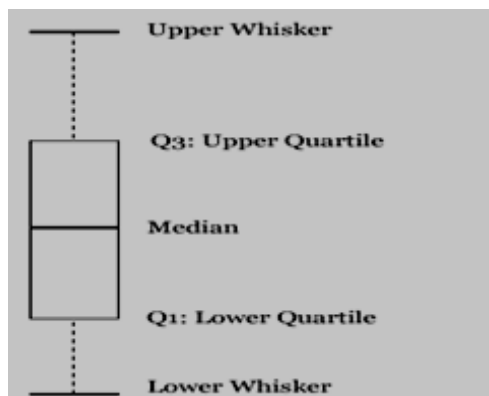 Upper Whisker
Q3: Upper Quartile
Median
Q1: Lower Quartile
Lower Whisker